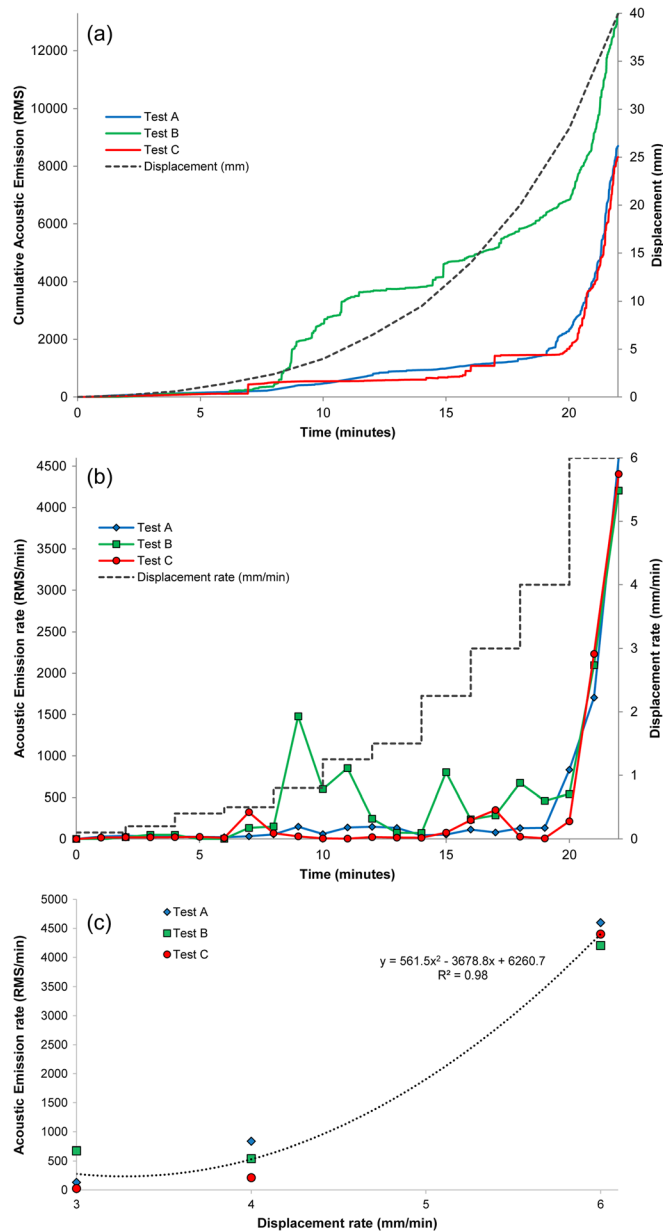 (a)
Cumulative Acoustic Emission (RMS)
12000
10000
8000
6000
4000
2000
0
Test A
Test B
Test C
Displacement (mm)
40
35
30
25
20
15
10
5
0
Displacement (mm)
0 5 10 15 20
Time (minutes)
(b)
Acoustic Emission rate (RMS/min)
4500
4000
3500
3000
2500
2000
1500
1000
500
0
Test A
Test B
Test C
Displacement rate (mm/min)
6
5
4
3
2
1
0
Displacement rate (mm/min)
0 5 10 15 20
Time (minutes)
(c)
Acoustic Emission rate (RMS/min)
5000
4500
4000
3500
3000
2500
2000
1500
1000
500
0
Test A
Test B
Test C
y = 561.5x² - 3678.8x + 6260.7
R² = 0.98
3 4 5 6
Displacement rate (mm/min)